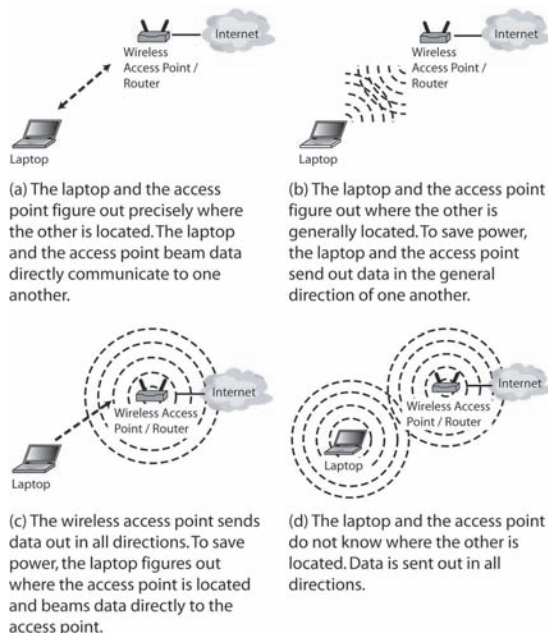 Internet
Wireless
Access Point /
Router
Laptop
(a) The laptop and the access
point figure out precisely where
the other is located. The laptop
and the access point beam data
directly communicate to one
another.
Internet
Wireless
Access Point /
Router
Laptop
(b) The laptop and the access point
figure out where the other is
generally located. To save power,
the laptop and the access point
send out data in the general
direction of one another.
Internet
Wireless Access
Point / Router
Laptop
(c) The wireless access point sends
data out in all directions. To save
power, the laptop figures out
where the access point is located
and beams data directly to the
access point.
Internet
Wireless Access
Point / Router
Laptop
(d) The laptop and the access point
do not know where the other is
located. Data is sent out in all
directions.